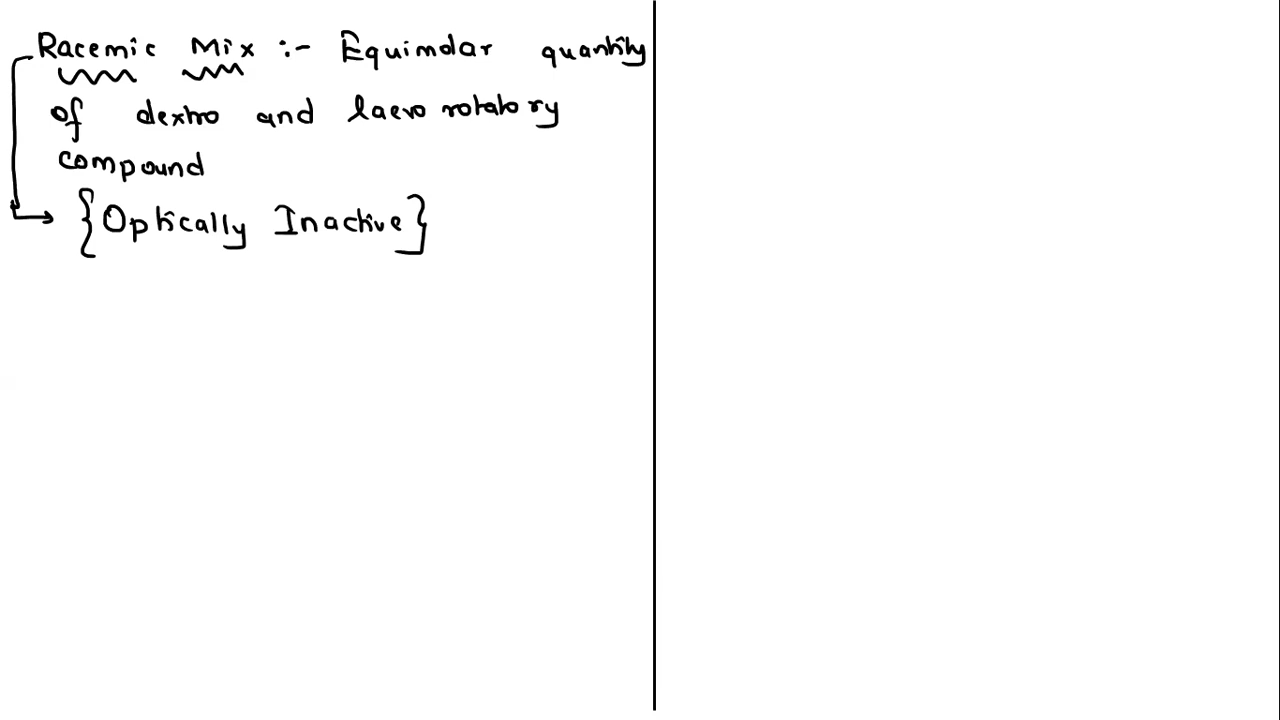 Racemic Mix :- Equimolar quantity
of dextro and laevo rotatory
compound
{Optically Inactive}